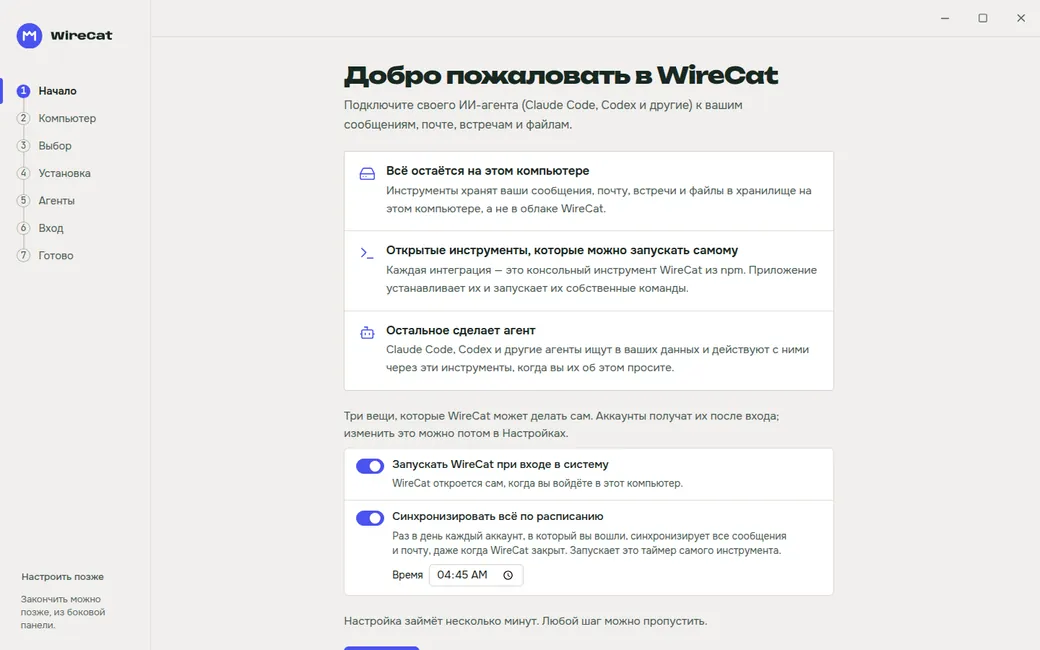 WireCat
1 Начало
2 Компьютер
3 Выбор
4 Установка
5 Агенты
6 Вход
7 Готово
Настроить позже
Закончить можно
позже, из боковой
панели.
Добро пожаловать в WireCat
Подключите своего ИИ-агента (Claude Code, Codex и другие) к вашим
сообщениям, почте, встречам и файлам.
Всё остаётся на этом компьютере
Инструменты хранят ваши сообщения, почту, встречи и файлы в хранилище на
этом компьютере, а не в облаке WireCat.
Открытые инструменты, которые можно запускать самому
Каждая интеграция — это консольный инструмент WireCat из npm. Приложение
устанавливает их и запускает их собственные команды.
Остальное сделает агент
Claude Code, Codex и другие агенты ищут в ваших данных и действуют с ними
через эти инструменты, когда вы их об этом просите.
Три вещи, которые WireCat может делать сам. Аккаунты получат их после входа;
изменить это можно потом в Настройках.
Запускать WireCat при входе в систему
WireCat откроется сам, когда вы войдёте в этот компьютер.
Синхронизировать всё по расписанию
Раз в день каждый аккаунт, в который вы вошли, синхронизирует все сообщения
и почту, даже когда WireCat закрыт. Запускает это таймер самого инструмента.
Время 04:45 AM
Настройка займёт несколько минут. Любой шаг можно пропустить.